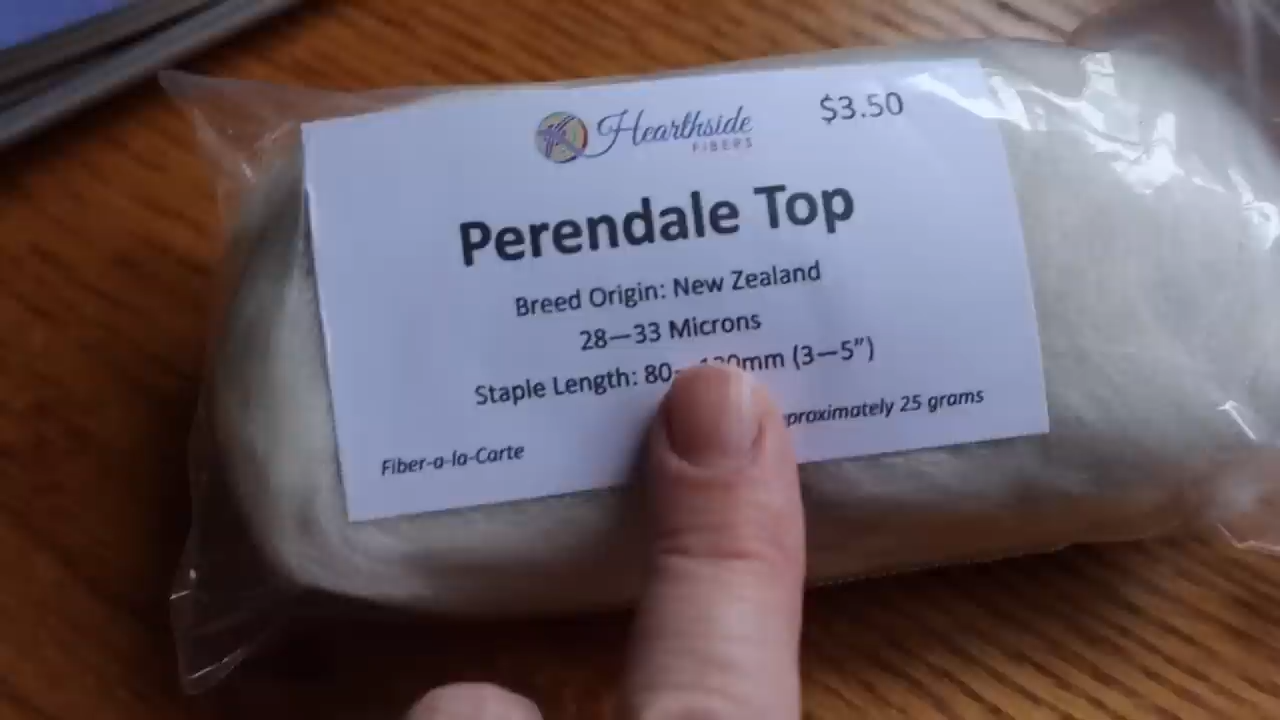 Hearthside
FIBERS
$3.50
Perendale Top
Breed Origin: New Zealand
28—33 Microns
Staple Length: 80 mm (3—5”)
Fiber-a-la-Carte
25 grams